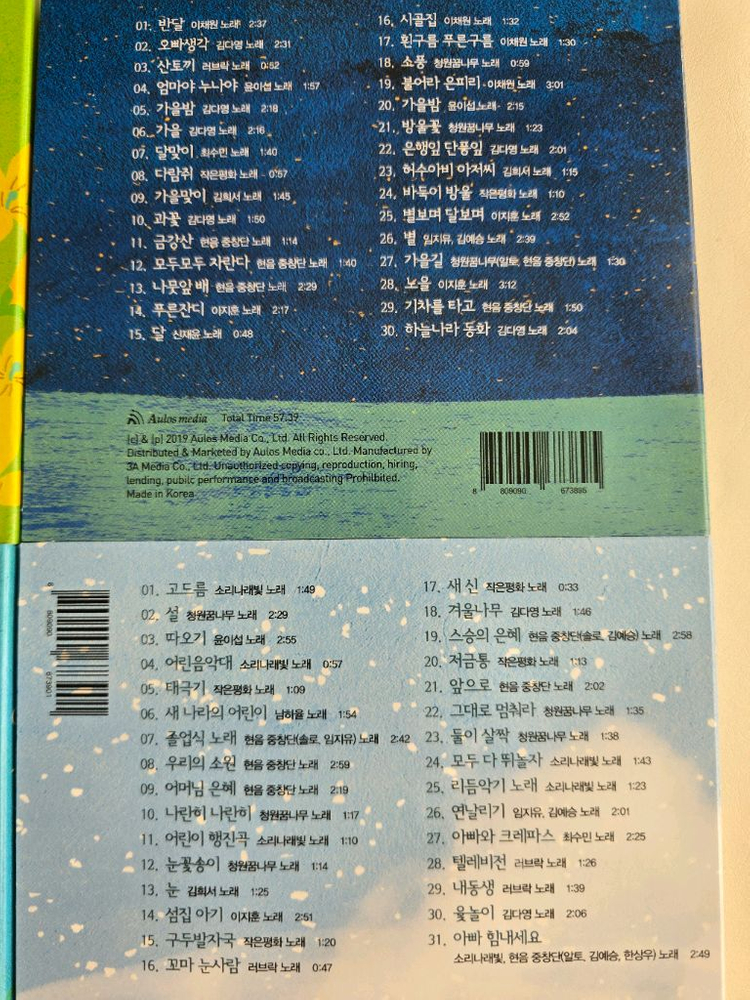 01. 반달 이채원 노래 2:37
02. 오빠생각 김다영 노래 2:31
03. 산토끼 러브락 노래 0:52
04. 엄마야 누나야 윤이섭 노래 1:57
05. 가을밤 김다영 노래 2:18
06. 가을 김다영 노래 2:16
07. 달맞이 최수민 노래 1:40
08. 다람쥐 작은평화 노래 0:57
09. 가을맞이 김희서 노래 1:45
10. 과꽃 김다영 노래 1:50
11. 금강산 현음 중창단 노래 1:14
12. 모두모두 자란다 현음 중창단 노래 1:40
13. 나뭇잎 배 현음 중창단 노래 2:29
14. 푸른잔디 이지훈 노래 2:17
15. 달 신재윤 노래 0:48
16. 시골집 이채원 노래 1:32
17. 흰구름 푸른구름 이채원 노래 1:30
18. 소풍 청원꿈나무 노래 0:59
19. 불어라 은피리 이채원 노래 3:01
20. 가을밤 윤이섭 노래 2:15
21. 방울꽃 청원꿈나무 노래 1:23
22. 은행잎 단풍잎 김다영 노래 2:01
23. 허수아비 아저씨 김희서 노래 1:15
24. 바둑이 방울 작은평화 노래 1:10
25. 별보며 달보며 이지훈 노래 2:52
26. 별 임지유, 김예승 노래 2:39
27. 가을길 청원꿈나무(알토, 현음 중창단) 노래 1:30
28. 노을 이지훈 노래 3:12
29. 기차를 타고 현음 중창단 노래 1:50
30. 하늘나라 동화 김다영 노래 2:04
Aulos media Total Time 57:39
(c) & (p) 2019 Aulos Media Co., Ltd. All Rights Reserved.
Distributed & Marketed by Aulos Media co., Ltd. Manufactured by
3A Media Co., Ltd. Unauthorized copying, reproduction, hiring,
lending, pubilc performance and broadcasting Prohilbited.
Made in Korea
8 809090 673895
8 809090 673901
01. 고드름 소리나래빛 노래 1:49
02. 설 청원꿈나무 노래 2:29
03. 따오기 윤이섭 노래 2:55
04. 어린음악대 소리나래빛 노래 0:57
05. 태극기 작은평화 노래 1:09
06. 새 나라의 어린이 남하율 노래 1:54
07. 졸업식 노래 현음 중창단(솔로, 임지유) 노래 2:42
08. 우리의 소원 현음 중창단 노래 2:59
09. 어머님 은혜 현음 중창단 노래 2:19
10. 나란히 나란히 청원꿈나무 노래 1:17
11. 어린이 행진곡 소리나래빛 노래 1:10
12. 눈꽃송이 청원꿈나무 노래 1:14
13. 눈 김희서 노래 1:25
14. 섬집 아기 이지훈 노래 2:51
15. 구두발자국 작은평화 노래 1:20
16. 꼬마 눈사람 러브락 노래 0:47
17. 새 신 작은평화 노래 0:33
18. 겨울나무 김다영 노래 1:46
19. 스승의 은혜 현음 중창단(솔로, 김예승) 노래 2:58
20. 저금통 작은평화 노래 1:13
21. 앞으로 현음 중창단 노래 2:02
22. 그대로 멈춰라 청원꿈나무 노래 1:35
23. 둘이 살짝 청원꿈나무 노래 1:38
24. 모두 다 뛰놀자 소리나래빛 노래 1:43
25. 리듬악기 노래 소리나래빛 노래 1:23
26. 연날리기 임지유, 김예승 노래 2:01
27. 아빠와 크레파스 최수민 노래 2:25
28. 텔레비전 러브락 노래 1:26
29. 내동생 러브락 노래 1:39
30. 윷놀이 김다영 노래 2:06
31. 아빠 힘내세요
소리나래빛, 현음 중창단(알토, 김예승, 한상우) 노래 2:49